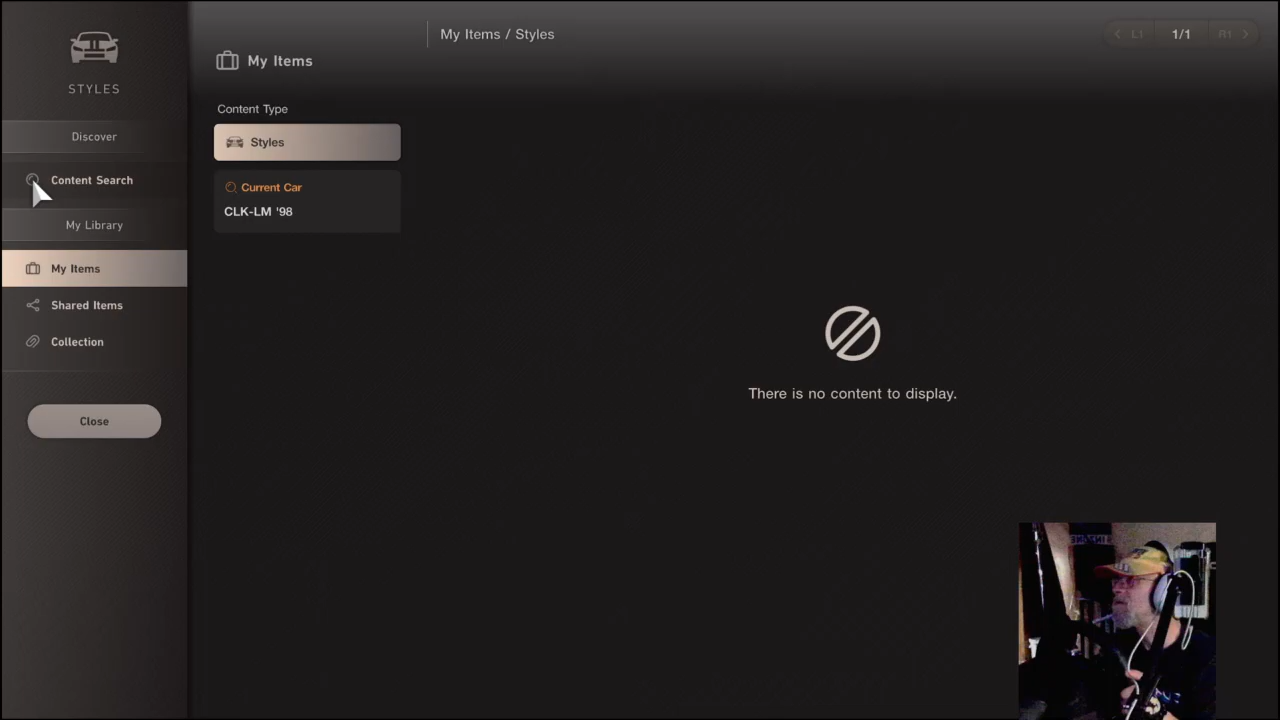 STYLES
Discover
Content Search
My Library
My Items
Shared Items
Collection
Close
My Items
Content Type
Styles
Current Car
CLK-LM '98
My Items / Styles
L1
1/1
R1
There is no content to display.